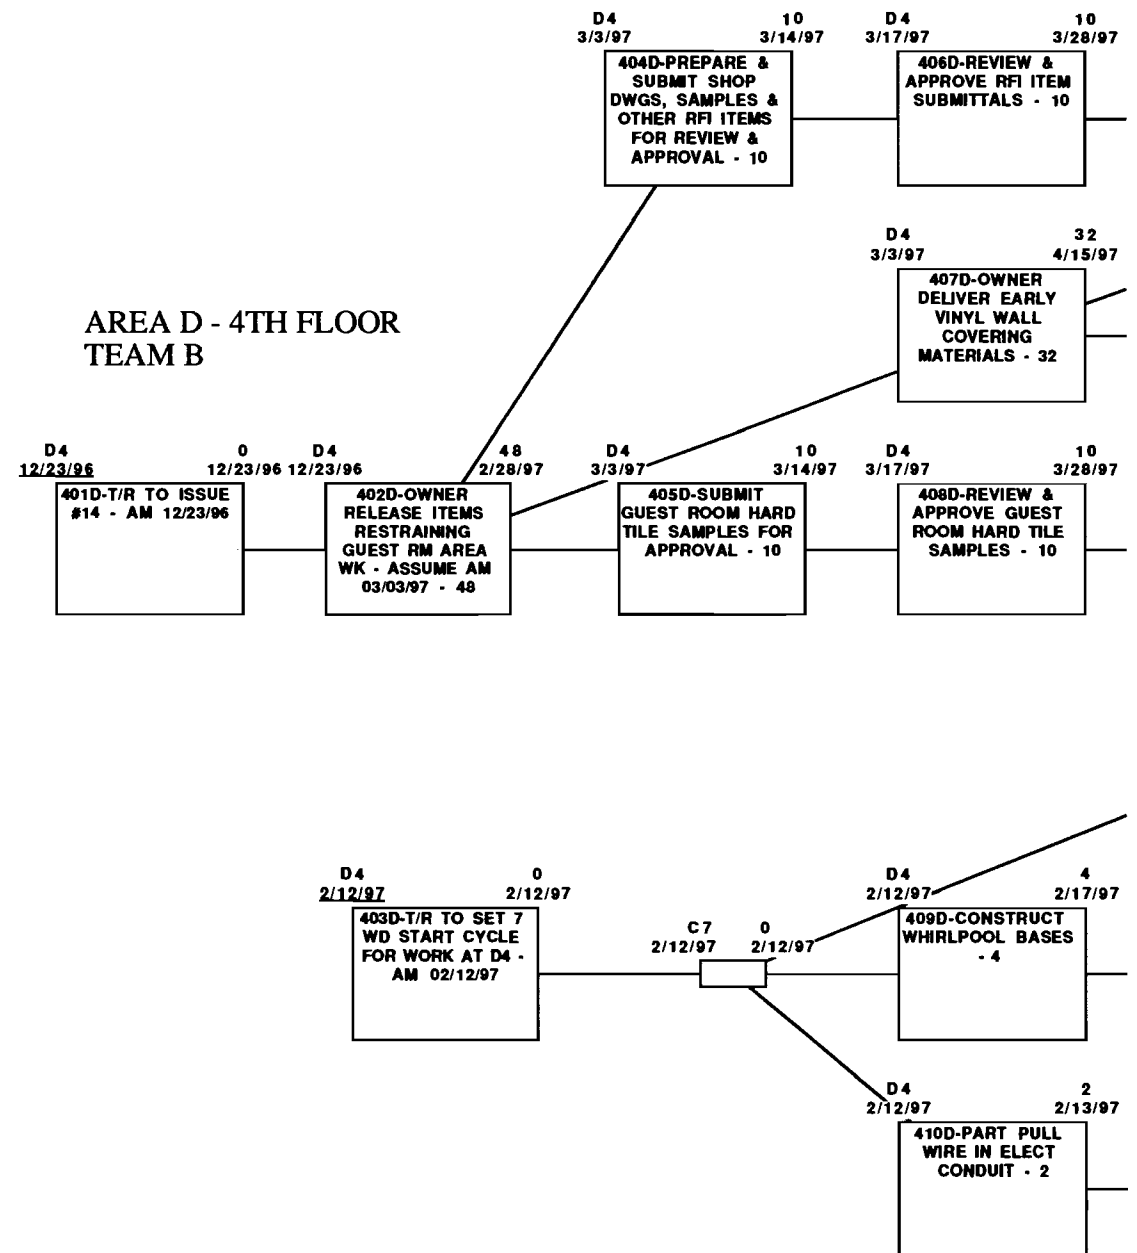 D4 10 D4 10
3/3/97 3/14/97 3/17/97 3/28/97
404D-PREPARE &
SUBMIT SHOP
DWGS, SAMPLES &
OTHER RFI ITEMS
FOR REVIEW &
APPROVAL - 10
406D-REVIEW &
APPROVE RFI ITEM
SUBMITTALS - 10
D4 32
3/3/97 4/15/97
407D-OWNER
DELIVER EARLY
VINYL WALL
COVERING
MATERIALS - 32
AREA D - 4TH FLOOR
TEAM B
D4 0 D4 48 D4 10 D4 10
12/23/96 12/23/96 12/23/96 2/28/97 3/3/97 3/14/97 3/17/97 3/28/97
401D-T/R TO ISSUE
#14 - AM 12/23/96
402D-OWNER
RELEASE ITEMS
RESTRAINING
GUEST RM AREA
WK - ASSUME AM
03/03/97 - 48
405D-SUBMIT
GUEST ROOM HARD
TILE SAMPLES FOR
APPROVAL - 10
408D-REVIEW &
APPROVE GUEST
ROOM HARD TILE
SAMPLES - 10
D4 0
2/12/97 2/12/97
403D-T/R TO SET 7
WD START CYCLE
FOR WORK AT D4 -
AM 02/12/97
C7 0
2/12/97 2/12/97
D4 4
2/12/97 2/17/97
409D-CONSTRUCT
WHIRLPOOL BASES
- 4
D4 2
2/12/97 2/13/97
410D-PART PULL
WIRE IN ELECT
CONDUIT - 2